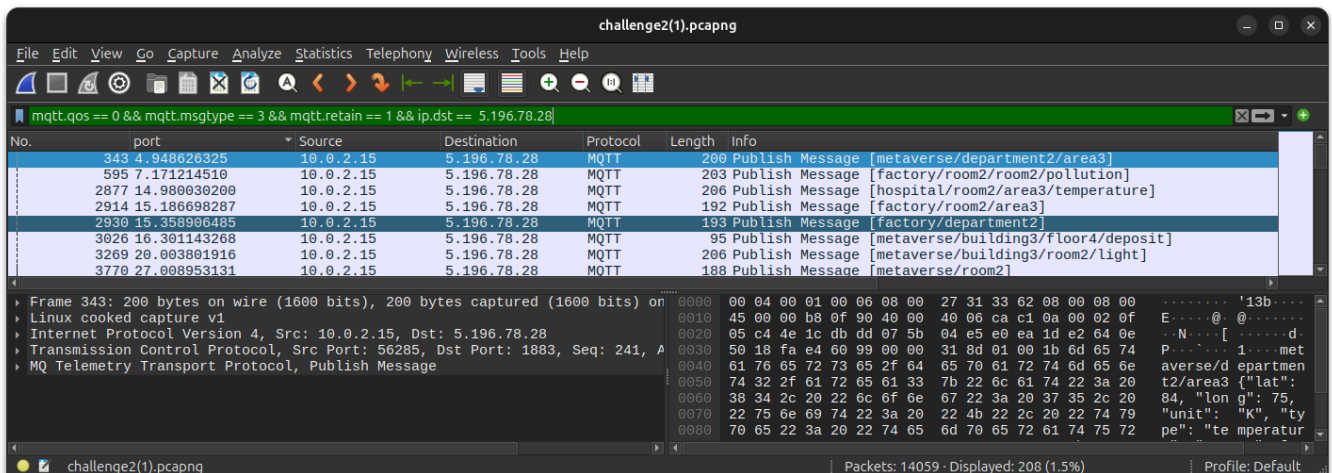 challenge2(1).pcapng
File Edit View Go Capture Analyze Statistics Telephony Wireless Tools Help
mqtt.qos == 0 && mqtt.msgtype == 3 && mqtt.retain == 1 && ip.dst == 5.196.78.28
No. port Source Destination Protocol Length Info
343 4.948626325 10.0.2.15 5.196.78.28 MQTT 200 Publish Message [metaverse/department2/area3]
595 7.171214510 10.0.2.15 5.196.78.28 MQTT 203 Publish Message [factory/room2/room2/pollution]
2877 14.980030200 10.0.2.15 5.196.78.28 MQTT 206 Publish Message [hospital/room2/area3/temperature]
2914 15.186698287 10.0.2.15 5.196.78.28 MQTT 192 Publish Message [factory/room2/area3]
2930 15.358906485 10.0.2.15 5.196.78.28 MQTT 193 Publish Message [factory/department2]
3026 16.301143268 10.0.2.15 5.196.78.28 MQTT 95 Publish Message [metaverse/building3/floor4/deposit]
3269 20.003801916 10.0.2.15 5.196.78.28 MQTT 206 Publish Message [metaverse/building3/room2/light]
3770 27.008953131 10.0.2.15 5.196.78.28 MQTT 188 Publish Message [metaverse/room2]
Frame 343: 200 bytes on wire (1600 bits), 200 bytes captured (1600 bits) on
Linux cooked capture v1
Internet Protocol Version 4, Src: 10.0.2.15, Dst: 5.196.78.28
Transmission Control Protocol, Src Port: 56285, Dst Port: 1883, Seq: 241, A
MQ Telemetry Transport Protocol, Publish Message
0000 00 04 00 01 00 06 08 00 27 31 33 62 08 00 08 00 ········ '13b····
0010 45 00 00 b8 0f 90 40 00 40 06 ca c1 0a 00 02 0f E·····@· @·······
0020 05 c4 4e 1c db dd 07 5b 04 e5 e0 ea 1d e2 64 0e ··N····[ ······d·
0030 50 18 fa e4 60 99 00 00 31 8d 01 00 1b 6d 65 74 P···`··· 1····met
0040 61 76 65 72 73 65 2f 64 65 70 61 72 74 6d 65 6e averse/d epartmen
0050 74 32 2f 61 72 65 61 33 7b 22 6c 61 74 22 3a 20 t2/area3 {"lat":
0060 38 34 2c 20 22 6c 6f 6e 67 22 3a 20 37 35 2c 20 84, "lon g": 75,
0070 22 75 6e 69 74 22 3a 20 22 4b 22 2c 20 22 74 79 "unit": "K", "ty
0080 70 65 22 3a 20 22 74 65 6d 70 65 72 61 74 75 72 pe": "te mperatur
challenge2(1).pcapng
Packets: 14059 · Displayed: 208 (1.5%)
Profile: Default